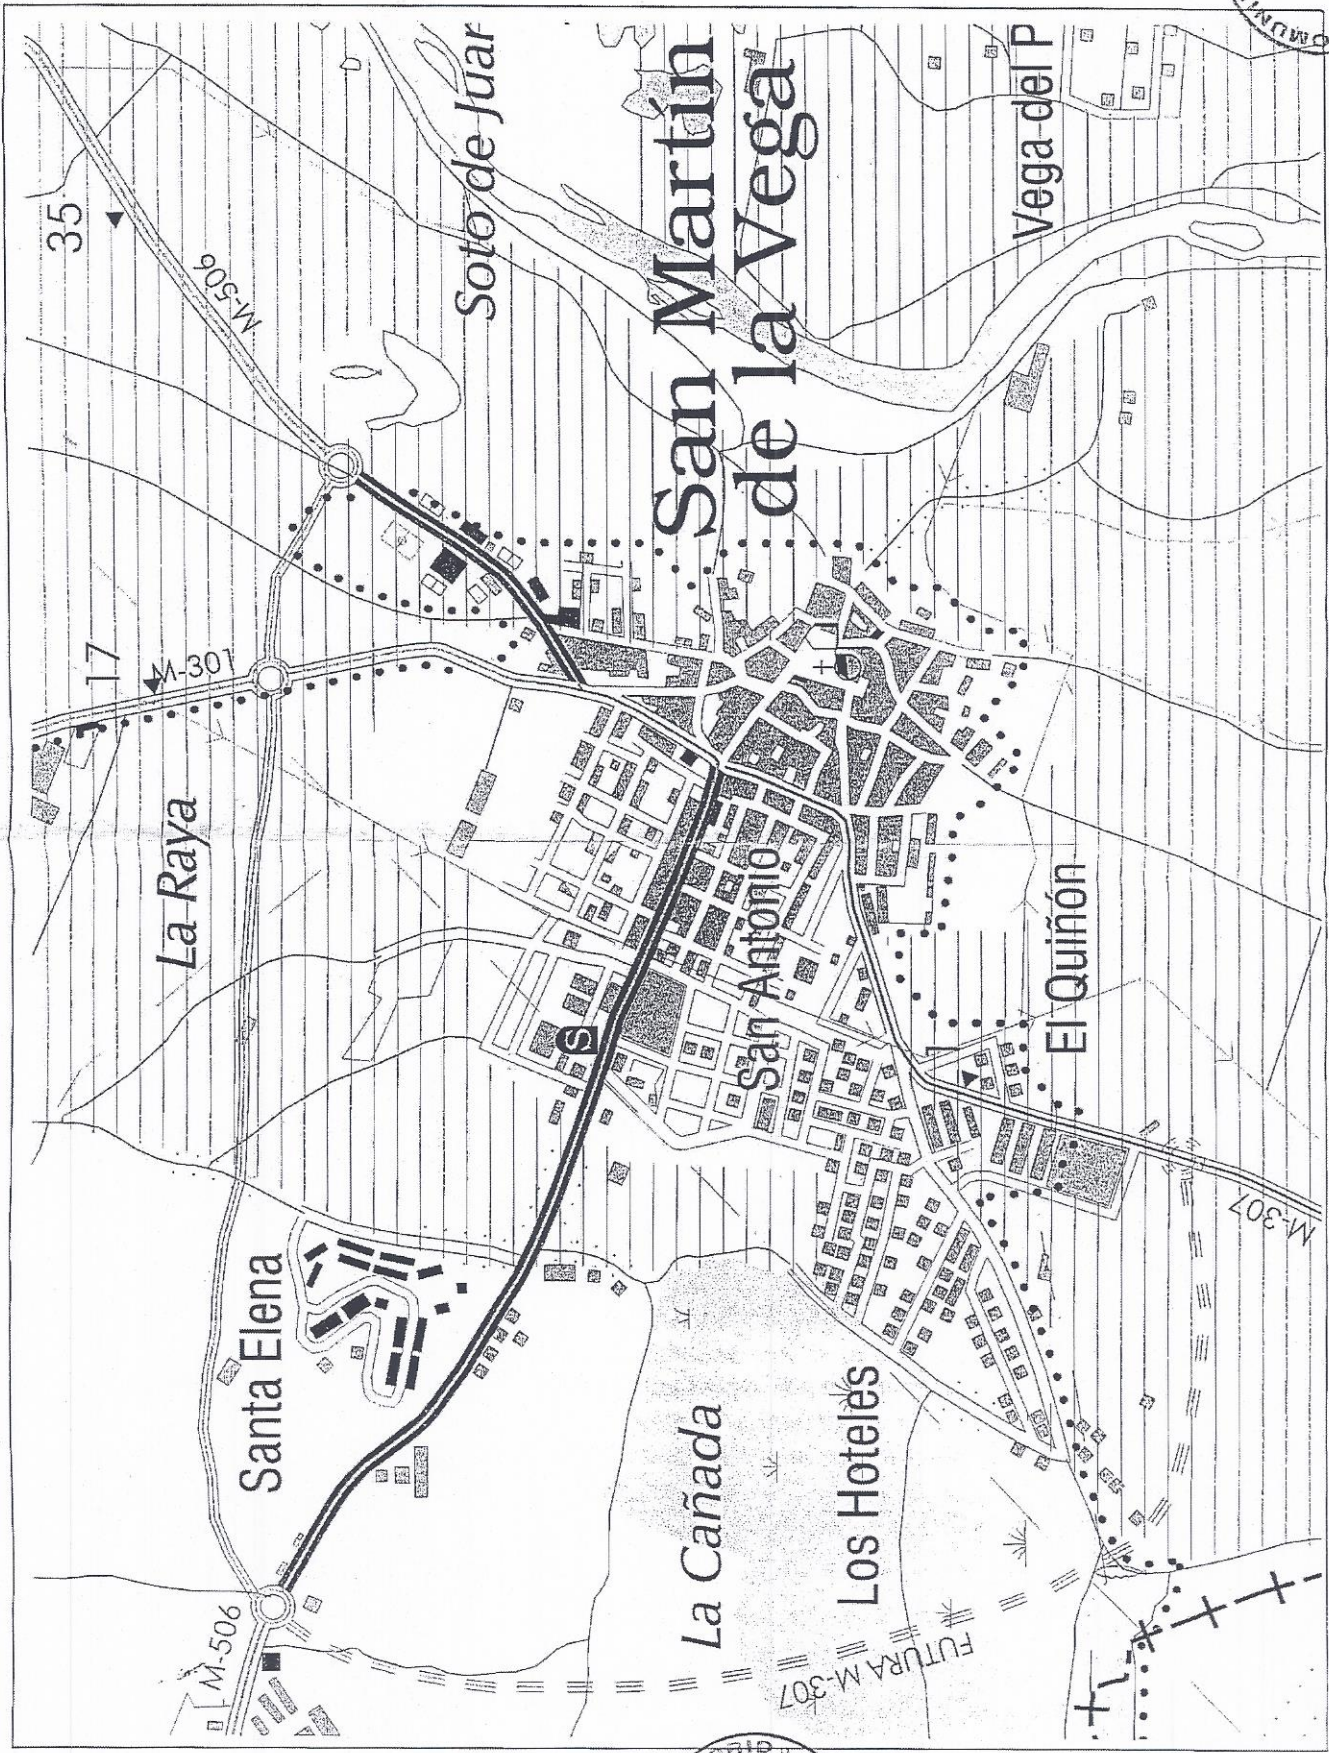 35
M-506
Soto de Juar
San Martín
de la Vega
Vega del P
17
M-301
La Raya
San Antonio
El Quiñón
S
1
M-307
Santa Elena
La Cañada
Los Hoteles
M-506
FUTURA M-307